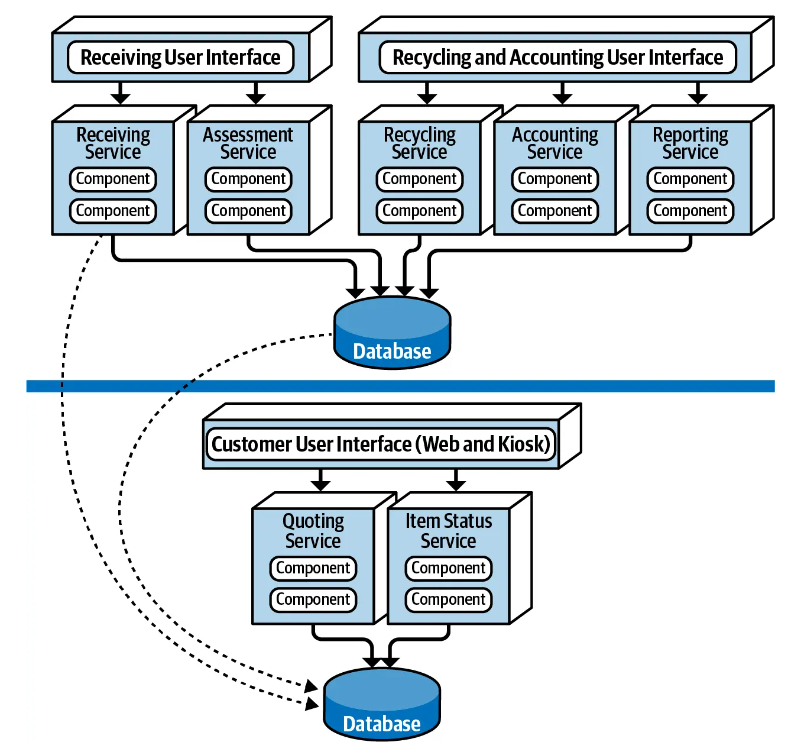 Receiving User Interface
Recycling and Accounting User Interface
Receiving
Service
Component
Component
Assessment
Service
Component
Component
Recycling
Service
Component
Component
Accounting
Service
Component
Component
Reporting
Service
Component
Component
Database
Customer User Interface (Web and Kiosk)
Quoting
Service
Component
Component
Item Status
Service
Component
Component
Database